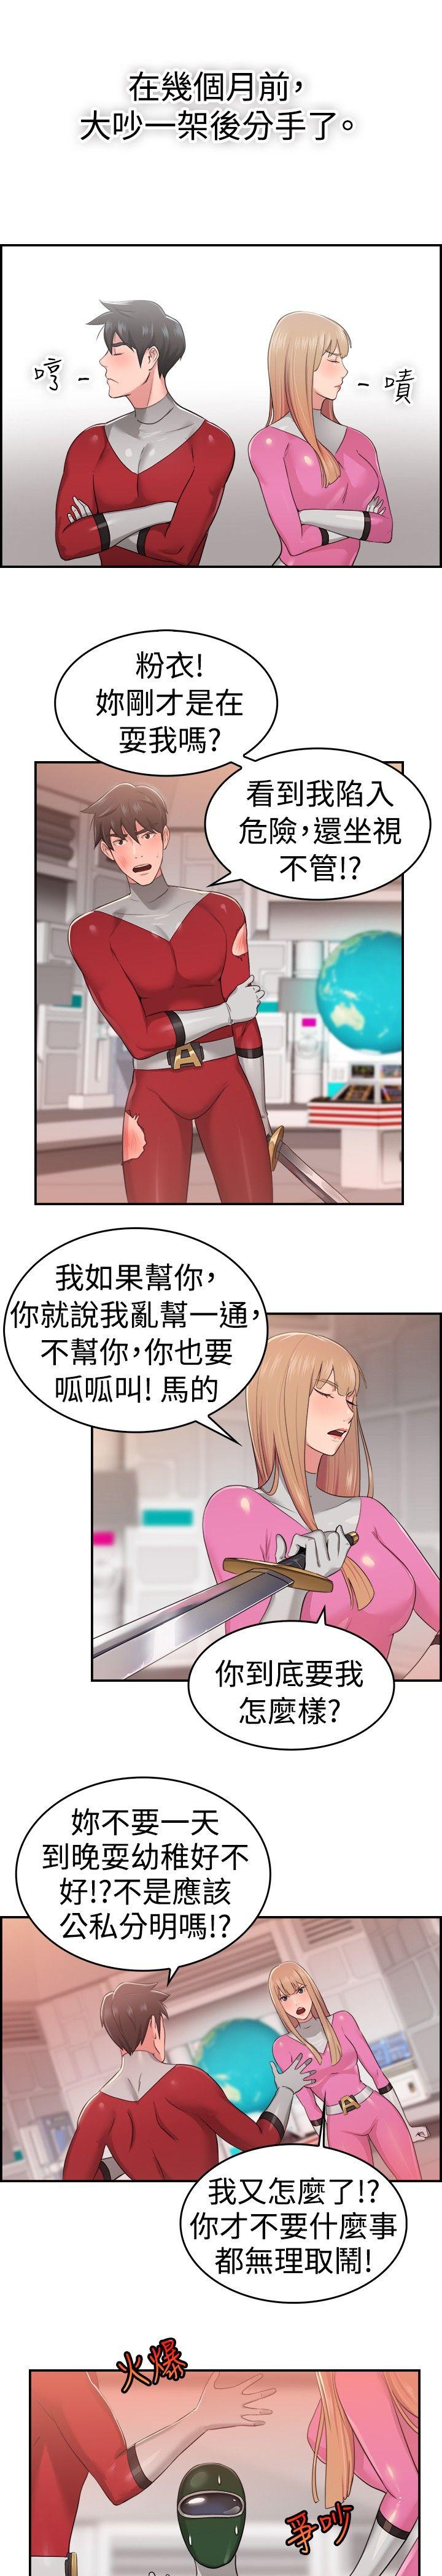 在幾個月前，
大吵一架後分手了。
哼-
-嘖
粉衣!
妳剛才是在
耍我嗎?
看到我陷入
危險，還坐視
不管!?
我如果幫你，
你就說我亂幫一通，
不幫你，你也要
呱呱叫! 馬的
你到底要我
怎麼樣?
妳不要一天
到晚耍幼稚好不
好!?不是應該
公私分明嗎!?
我又怎麼了!?
你才不要什麼事
都無理取鬧!
火爆
爭吵
A
A